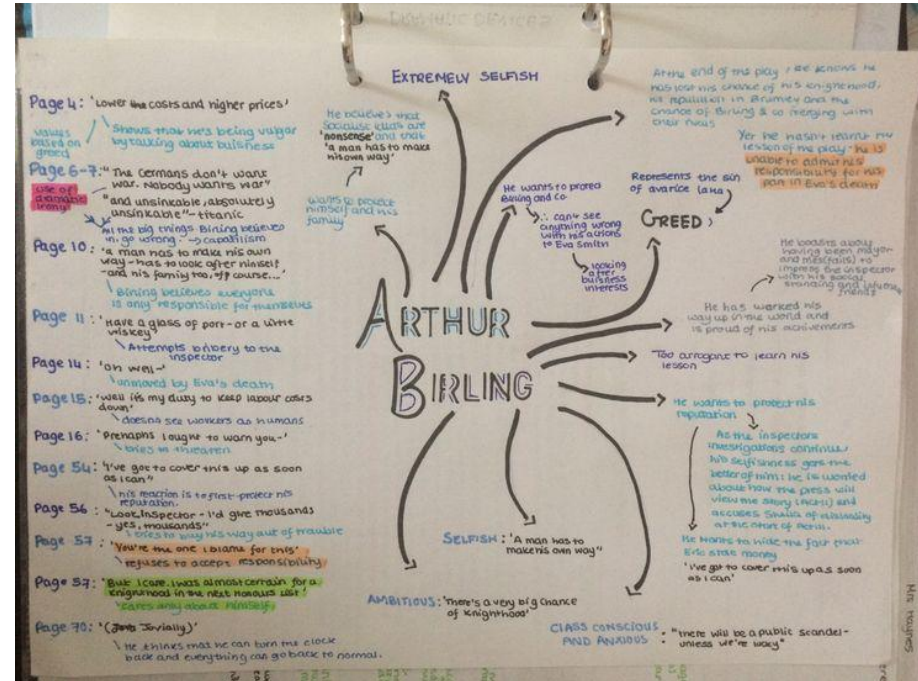 EXTREMELY SELFISH
Page 4: 'Lower the costs and higher prices'
values
based on
greed
Shows that he's being vulgar
by talking about buisness
Page 6-7: "The Germans don't want
war. Nobody wants war"
use of
dramatic
irony
"and unsinkable, absolutely
unsinkable" - titanic
All the big things Birling believes
in, go wrong. → capatilism
Page 10: 'a man has to make his own
way - has to look after himself
- and his family too, off course...'
Birling believes everyone
is only responsible for themselves
Page 11: 'Have a glass of port - or a little
whiskey'
Attempts bribery to the
inspector
Page 14: 'Oh well-'
unmoved by Eva's death
Page 15: 'Well it's my duty to keep labour costs
down'
doesn't see workers as humans
Page 16: 'Prehaphs I ought to warn you-'
tries to threaten
Page 54: 'I've got to cover this up as soon
as I can'
his reaction is to first protect his
reputation.
Page 56: "Look, Inspector - I'd give thousands
- yes, thousands"
tries to buy his way out of trouble
Page 57: 'You're the one I blame for this'
refuses to accept responsibility
Page 57: 'But I care. I was almost certain for a
knighthood in the next honours list'
cares only about himself
Page 70: '( Jovially)'
He thinks that he can turn the clock
back and everything can go back to normal.
He believes that
socialist ideas are
'nonsense' and that
'a man has to make
his own way'
wants to protect
himself and his
family
ARTHUR
BIRLING
He wants to protect
Birling and Co.
∴ can't see
anything wrong
with his actions
to Eva Smith
looking
after
buisness
interests
At the end of the play, he knows he
has lost his chance of his knighthood,
his reputation in Brumley and the
chance of Birling & Co merging with
their rivals
Yet he hasn't learnt the
lesson of the play - he is
unable to admit his
responsibility for his
part in Eva's death
Represents the sin
of avarice
GREED
He boasts about
having been mayor
and
impress the inspector
with his social
standing and influential
friends
He has worked his
way up in the world and
is proud of his achivements
Too arrogant to learn his
lesson
He wants to protect his
reputation
As the inspectors
investigations continue,
his selfishness gets the
better of him: he is worried
about how the press will
view the story (Act II) and
accuses Sheila of disloyalty
at the start of Act III.
He wants to hide the fact that
Eric stole money
'I've got to cover this up as soon
as I can'
SELFISH: 'A man has to
make his own way"
AMBITIOUS: 'There's a very big chance
of knighthood'
CLASS CONSCIOUS
AND ANXIOUS : "there will be a public scandel-
unless we're